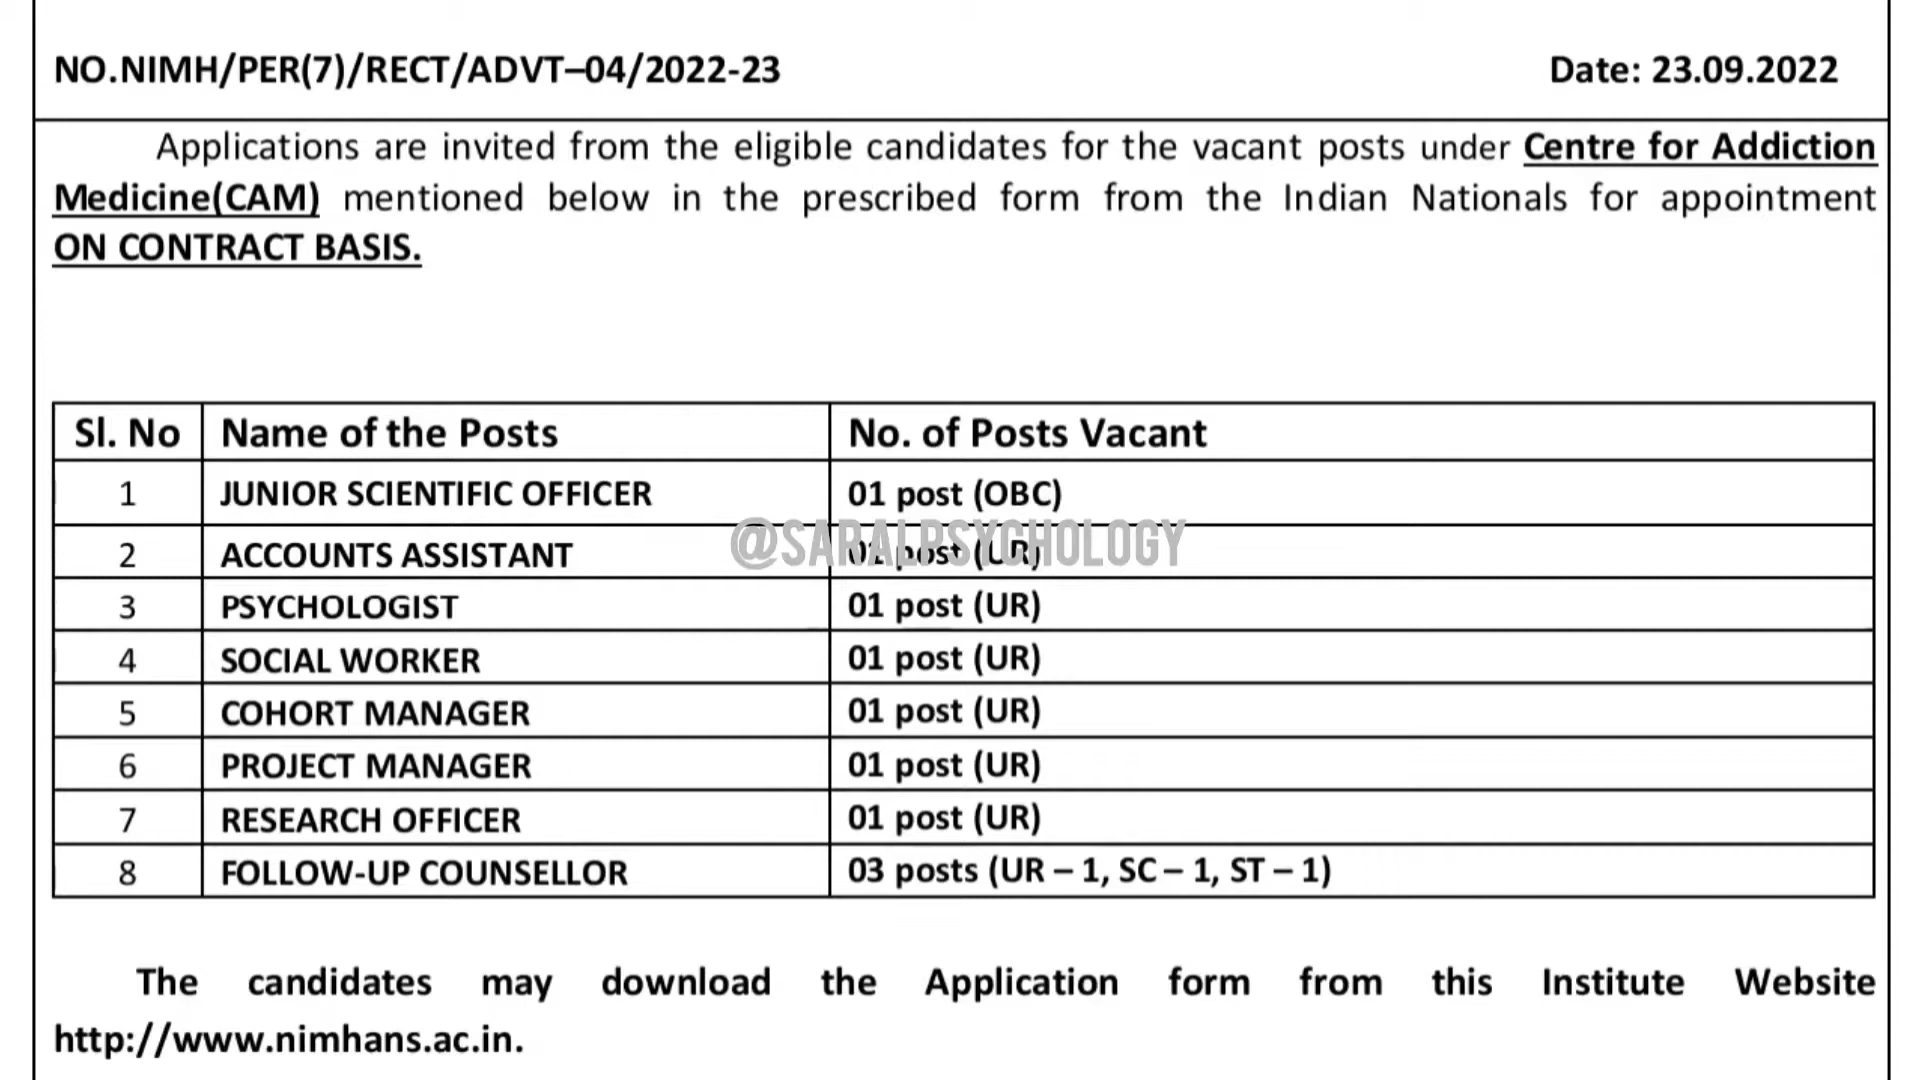 NO.NIMH/PER(7)/RECT/ADVT–04/2022-23 Date: 23.09.2022
Applications are invited from the eligible candidates for the vacant posts under Centre for Addiction
Medicine(CAM) mentioned below in the prescribed form from the Indian Nationals for appointment
ON CONTRACT BASIS.
Sl. No Name of the Posts No. of Posts Vacant
1 JUNIOR SCIENTIFIC OFFICER 01 post (OBC)
@SARALPSYCHOLOGY
2 ACCOUNTS ASSISTANT post (UR)
3 PSYCHOLOGIST 01 post (UR)
4 SOCIAL WORKER 01 post (UR)
5 COHORT MANAGER 01 post (UR)
6 PROJECT MANAGER 01 post (UR)
7 RESEARCH OFFICER 01 post (UR)
8 FOLLOW-UP COUNSELLOR 03 posts (UR – 1, SC – 1, ST – 1)
The candidates may download the Application form from this Institute Website
http://www.nimhans.ac.in.